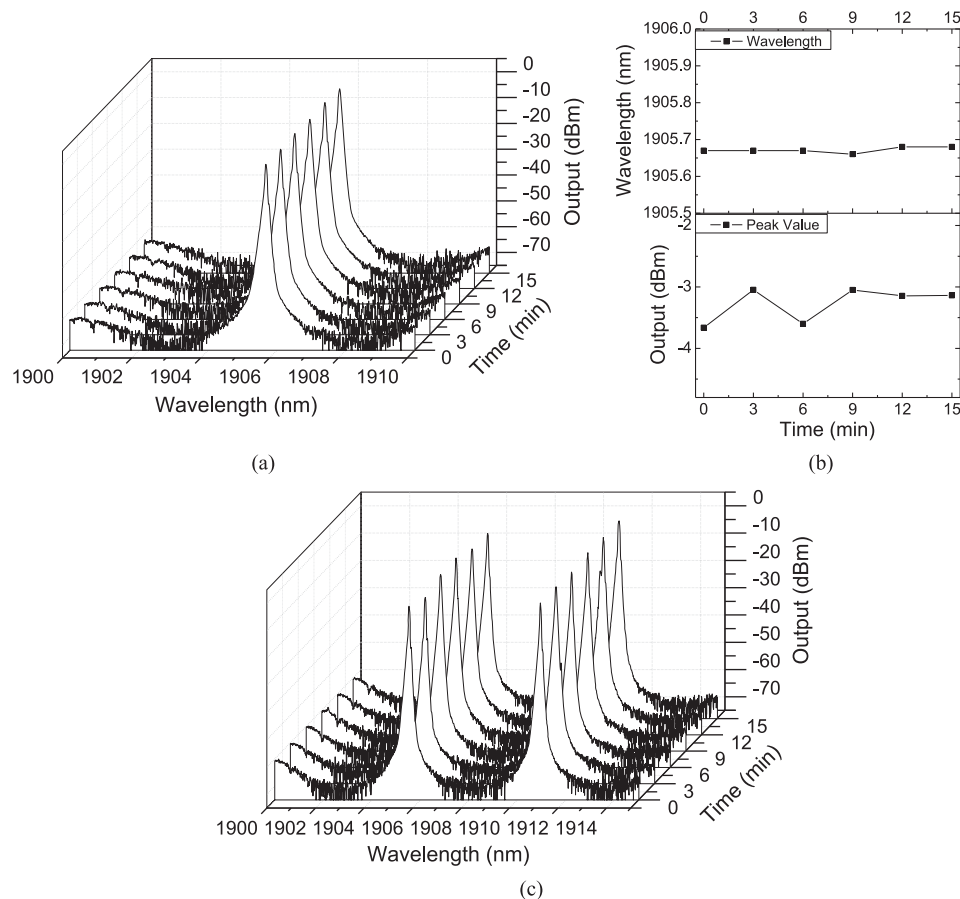 0
-10
-20
-30
-40
-50
-60
-70
Output (dBm)
15
12
9
6
3
0
Time (min)
1900 1902 1904 1906 1908 1910
Wavelength (nm)
(a)
0 3 6 9 12 15
1906.0
1905.9
1905.8
1905.7
1905.6
1905.5
Wavelength (nm)
Wavelength
Peak Value
-2
-3
-4
Output (dBm)
0 3 6 9 12 15
Time (min)
(b)
0
-10
-20
-30
-40
-50
-60
-70
Output (dBm)
15
12
9
6
3
0
Time (min)
1900 1902 1904 1906 1908 1910 1912 1914
Wavelength (nm)
(c)